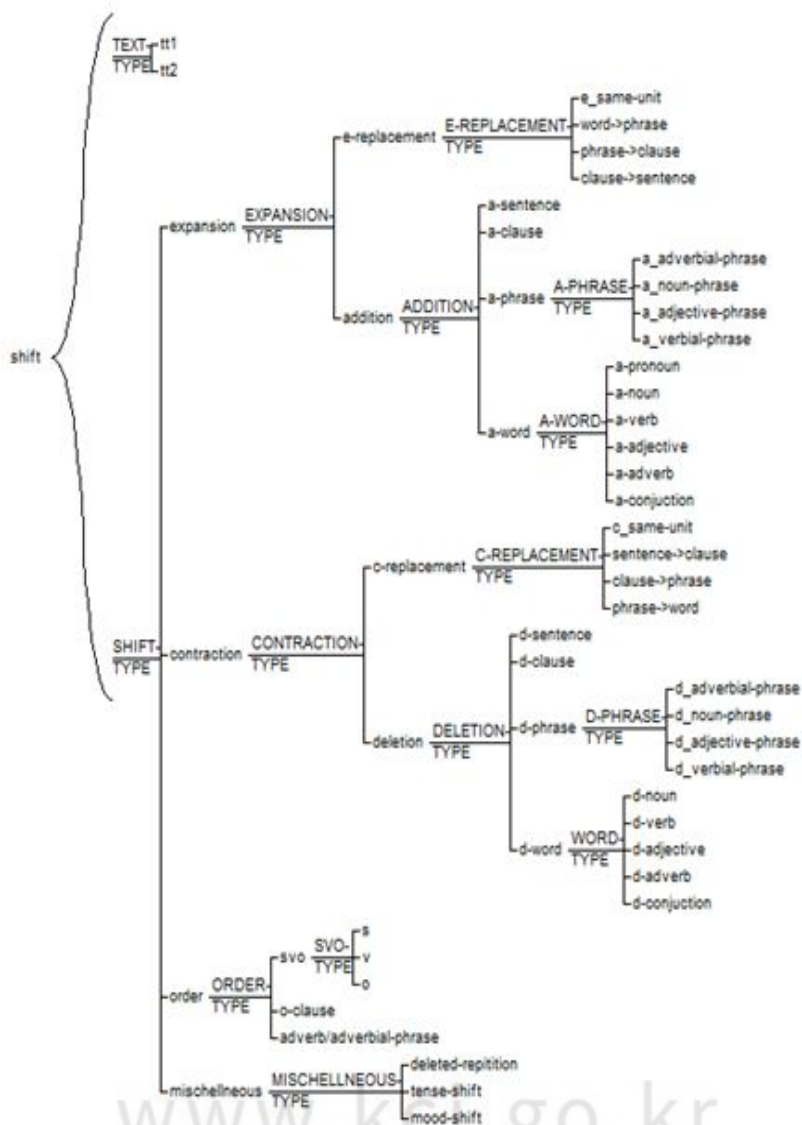 TEXT-
TYPE
tt1
tt2
e_same-unit
e-replacement
E-REPLACEMENT-
TYPE
word->phrase
phrase->clause
clause->sentence
expansion
EXPANSION-
TYPE
a-sentence
a-clause
a_adverbial-phrase
addition
ADDITION-
TYPE
a-phrase
A-PHRASE-
TYPE
a_noun-phrase
a_adjective-phrase
a_verbial-phrase
shift
a-pronoun
a-noun
a-word
A-WORD-
TYPE
a-verb
a-adjective
a-adverb
a-conjuction
c_same-unit
c-replacement
C-REPLACEMENT-
TYPE
sentence->clause
clause->phrase
phrase->word
SHIFT-
TYPE
contraction
CONTRACTION-
TYPE
d-sentence
d-clause
d_adverbial-phrase
deletion
DELETION-
TYPE
d-phrase
D-PHRASE-
TYPE
d_noun-phrase
d_adjective-phrase
d_verbial-phrase
d-noun
d-verb
d-word
WORD-
TYPE
d-adjective
d-adverb
d-conjuction
order
ORDER-
TYPE
svo
SVO-
TYPE
s
v
o
o-clause
adverb/adverbial-phrase
mischellneous
MISCHELLNEOUS-
TYPE
deleted-repitition
tense-shift
mood-shift